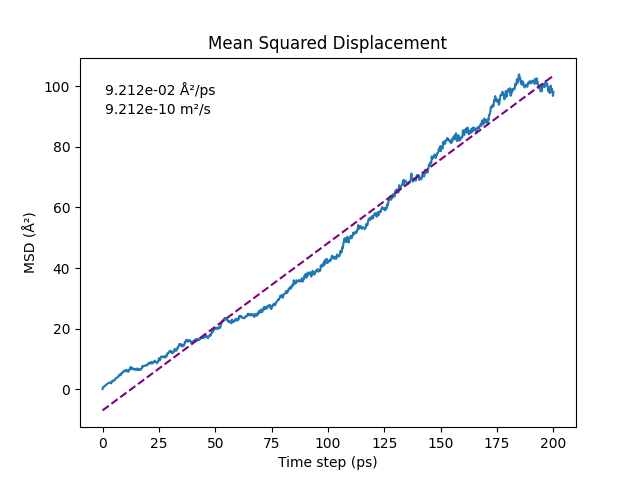 Mean Squared Displacement
9.212e-02 Å²/ps
9.212e-10 m²/s
MSD (Å²)
100
80
60
40
20
0
0 25 50 75 100 125 150 175 200
Time step (ps)